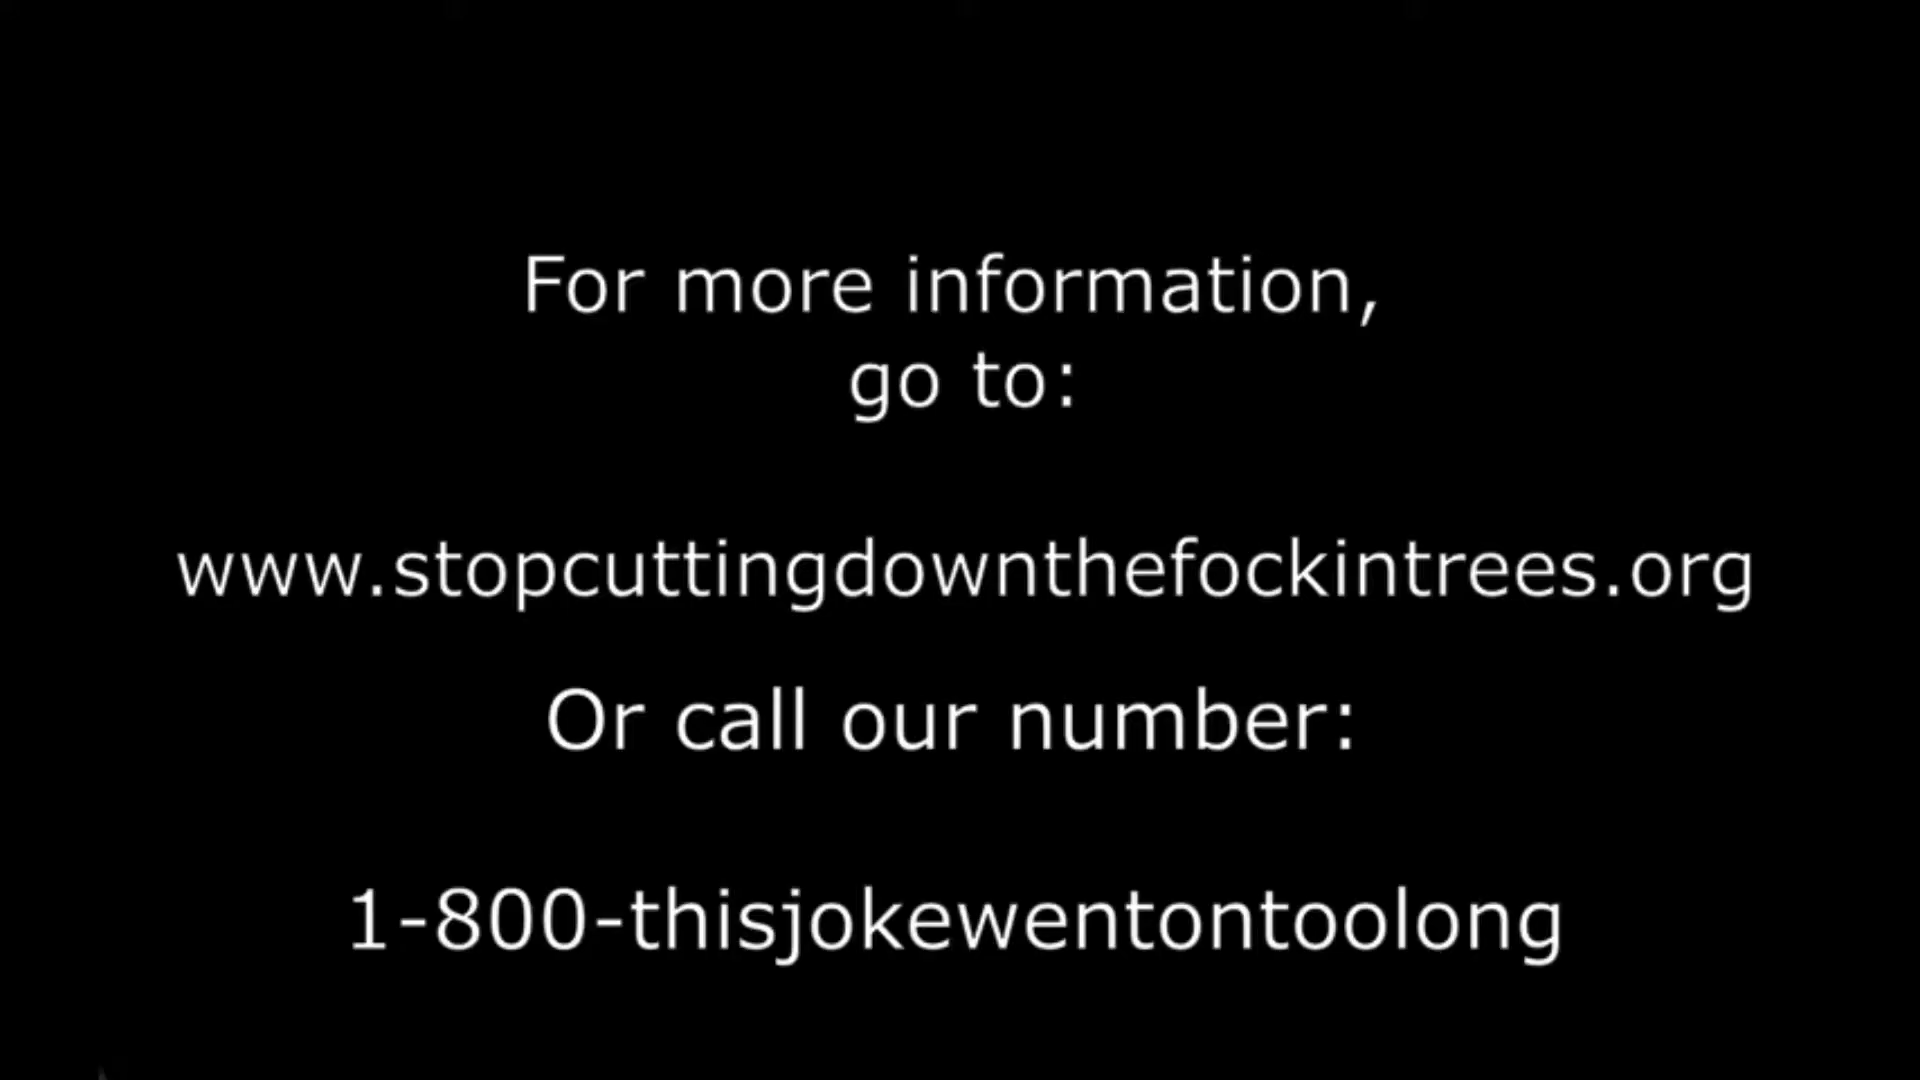 For more information,
go to:
www.stopcuttingdownthefockintrees.org
Or call our number:
1-800-thisjokewentontoolong